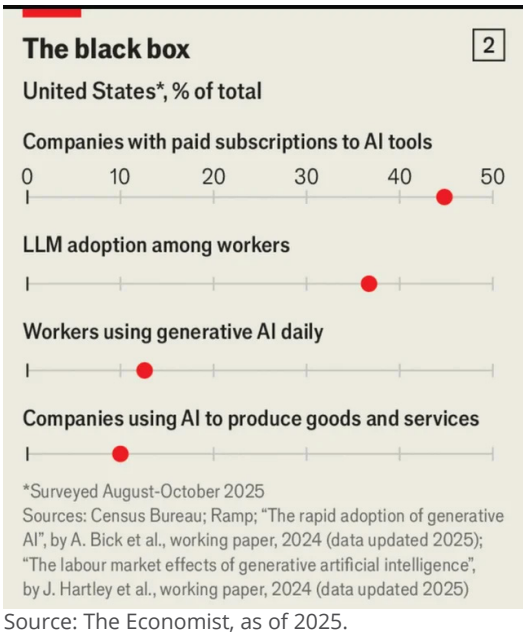 The black box
2
United States*, % of total
Companies with paid subscriptions to AI tools
0 10 20 30 40 50
LLM adoption among workers
Workers using generative AI daily
Companies using AI to produce goods and services
*Surveyed August-October 2025
Sources: Census Bureau; Ramp; “The rapid adoption of generative
AI”, by A. Bick et al., working paper, 2024 (data updated 2025);
“The labour market effects of generative artificial intelligence”,
by J. Hartley et al., working paper, 2024 (data updated 2025)
Source: The Economist, as of 2025.